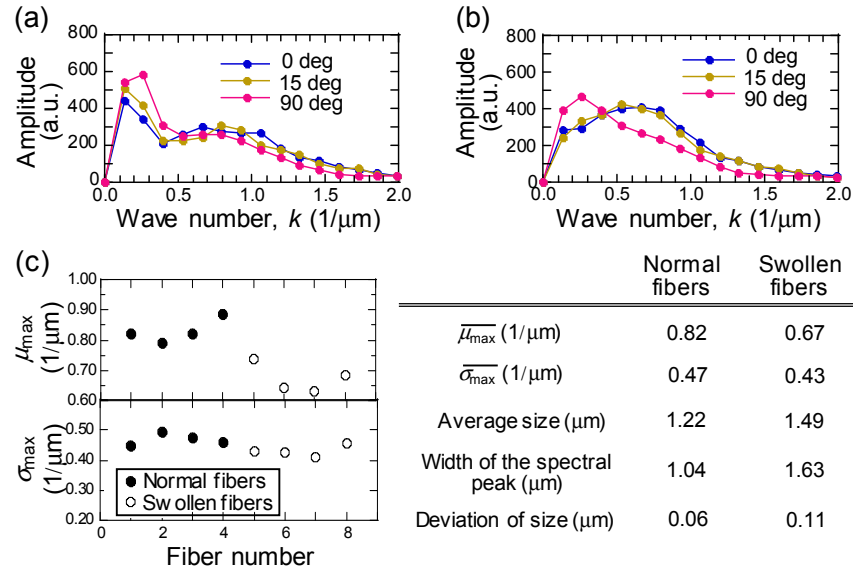 (a)
800
600
400
200
0
Amplitude
(a.u.)
0 deg
15 deg
90 deg
0.0 0.5 1.0 1.5 2.0
Wave number, k (1/μm)
(b)
800
600
400
200
0
Amplitude
(a.u.)
0 deg
15 deg
90 deg
0.0 0.5 1.0 1.5 2.0
Wave number, k (1/μm)
(c)
1.00
0.90
0.80
0.70
0.60
μmax
(1/μm)
0.50
0.40
0.20
σmax
(1/μm)
Normal fibers
Swollen fibers
0 2 4 6 8
Fiber number
Normal fibers Swollen fibers
μmax (1/μm) 0.82 0.67
σmax (1/μm) 0.47 0.43
Average size (μm) 1.22 1.49
Width of the spectral
peak (μm) 1.04 1.63
Deviation of size (μm) 0.06 0.11